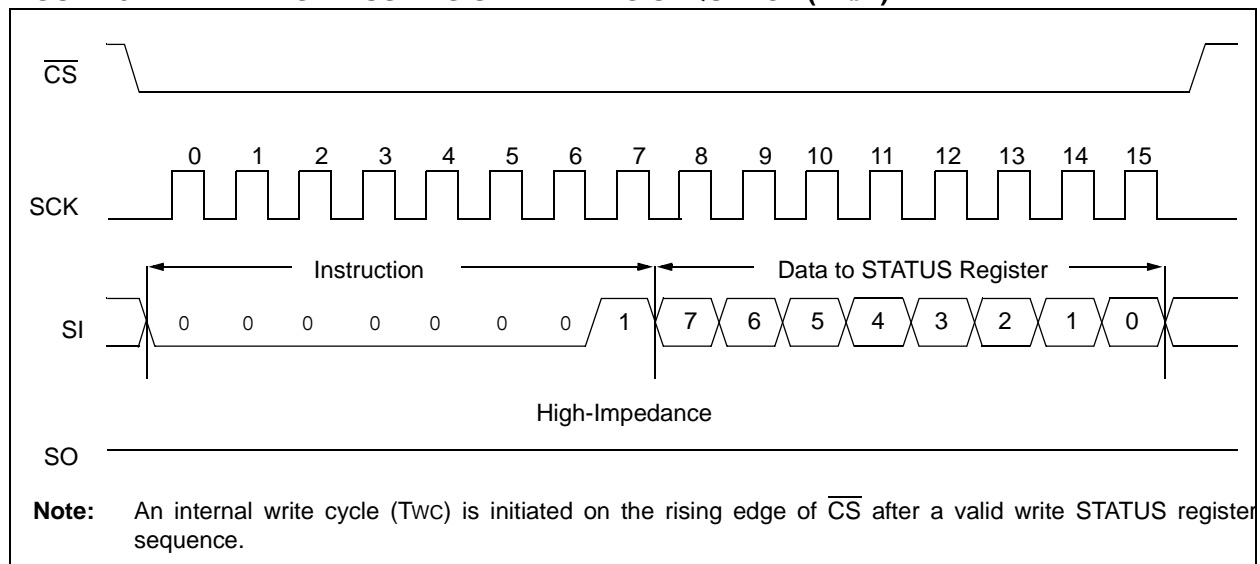 CS
0 1 2 3 4 5 6 7 8 9 10 11 12 13 14 15
SCK
Instruction
Data to STATUS Register
SI
0 0 0 0 0 0 0 1 7 6 5 4 3 2 1 0
High-Impedance
SO
Note: An internal write cycle (TWC) is initiated on the rising edge of CS after a valid write STATUS register
sequence.